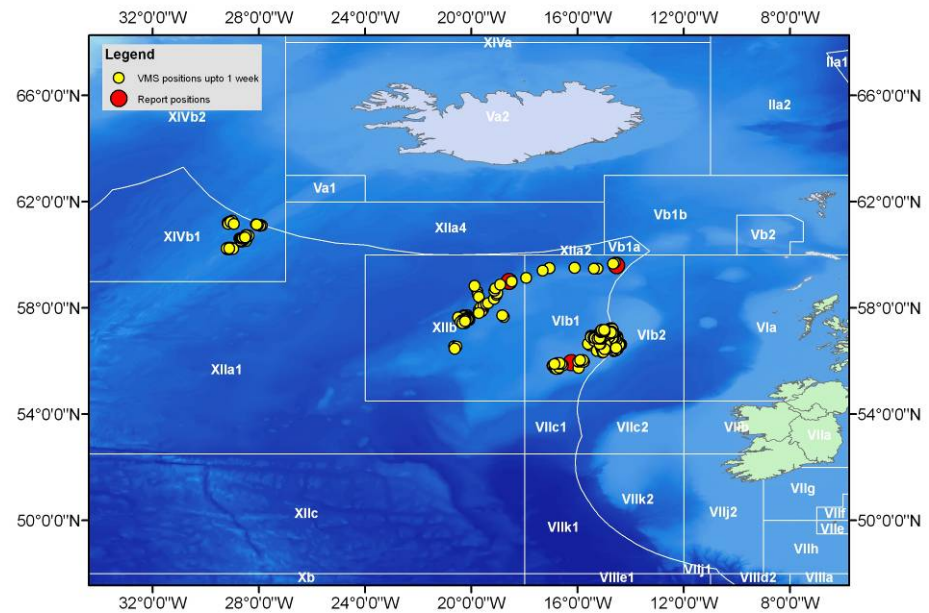 32°0'0"W 28°0'0"W 24°0'0"W 20°0'0"W 16°0'0"W 12°0'0"W 8°0'0"W
XIVa
Legend
VMS positions upto 1 week
Report positions
IIa1
66°0'0"N
66°0'0"N
XIVb2
Va2
IIa2
62°0'0"N
62°0'0"N
Va1
XIVb1
XIIa4
Vb1b
Vb2
XIIa2
Vb1a
58°0'0"N
58°0'0"N
XIIb
VIb1
VIb2
VIa
XIIa1
54°0'0"N
54°0'0"N
VIIc1
VIIc2
VIIb
VIIa
XIIc
VIIk2
VIIg
VIIj2
VIIf
50°0'0"N
50°0'0"N
VIIk1
VIIe
VIIh
Xb
VIIIe1
VIIj1
VIIId2
VIIIa
32°0'0"W 28°0'0"W 24°0'0"W 20°0'0"W 16°0'0"W 12°0'0"W 8°0'0"W